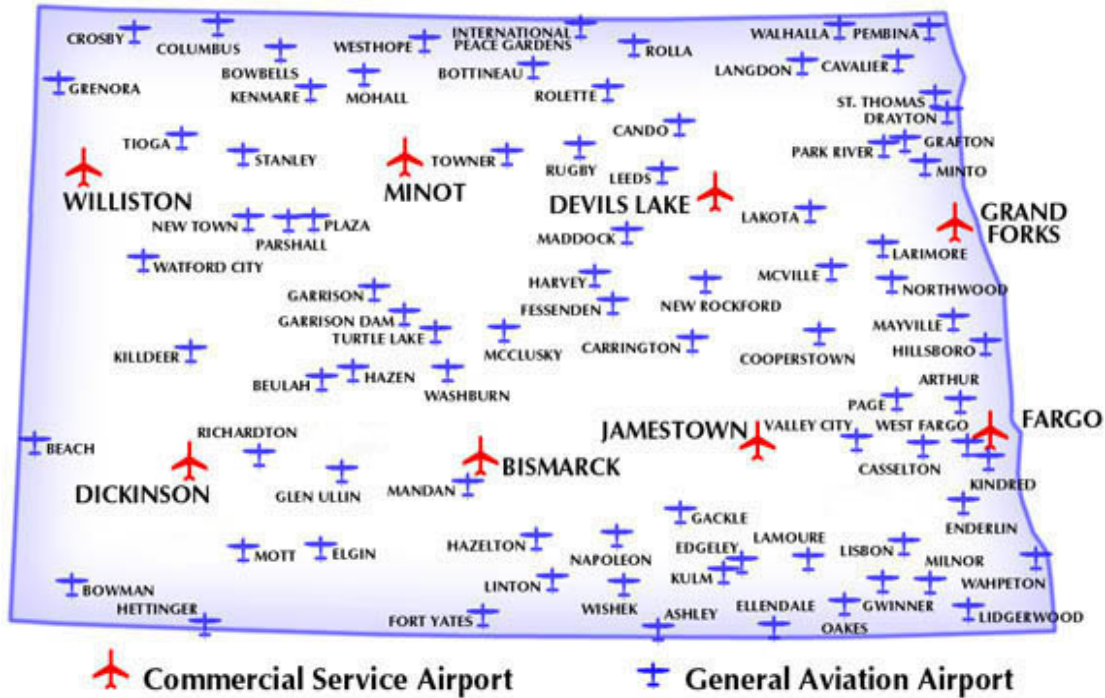 CROSBY
COLUMBUS
WESTHOPE
INTERNATIONAL
PEACE GARDENS
ROLLA
WALHALLA
PEMBINA
BOWBELLS
BOTTINEAU
LANGDON
CAVALIER
GRENORA
KENMARE
MOHALL
ROLETTE
ST. THOMAS
DRAYTON
TIOGA
STANLEY
TOWNER
CANDO
PARK RIVER
GRAFTON
RUGBY
LEEDS
MINTO
WILLISTON
MINOT
DEVILS LAKE
LAKOTA
GRAND
FORKS
NEW TOWN
PARSHALL
PLAZA
MADDOCK
LARIMORE
WATFORD CITY
GARRISON
HARVEY
MCVILLE
NORTHWOOD
FESSENDEN
NEW ROCKFORD
GARRISON DAM
TURTLE LAKE
MCCLUSKY
CARRINGTON
COOPERSTOWN
MAYVILLE
HILLSBORO
KILLDEER
BEULAH
HAZEN
WASHBURN
ARTHUR
PAGE
BEACH
RICHARDTON
JAMESTOWN
VALLEY CITY
WEST FARGO
FARGO
DICKINSON
GLEN ULLIN
BISMARCK
MANDAN
CASSELTON
KINDRED
GACKLE
ENDERLIN
MOTT
ELGIN
HAZELTON
NAPOLEON
EDGELEY
LAMOURE
LISBON
MILNOR
BOWMAN
LINTON
WISHEK
KULM
WAHPETON
HETTINGER
FORT YATES
ASHLEY
ELLENDALE
OAKES
GWINNER
LIDGERWOOD
Commercial Service Airport
General Aviation Airport